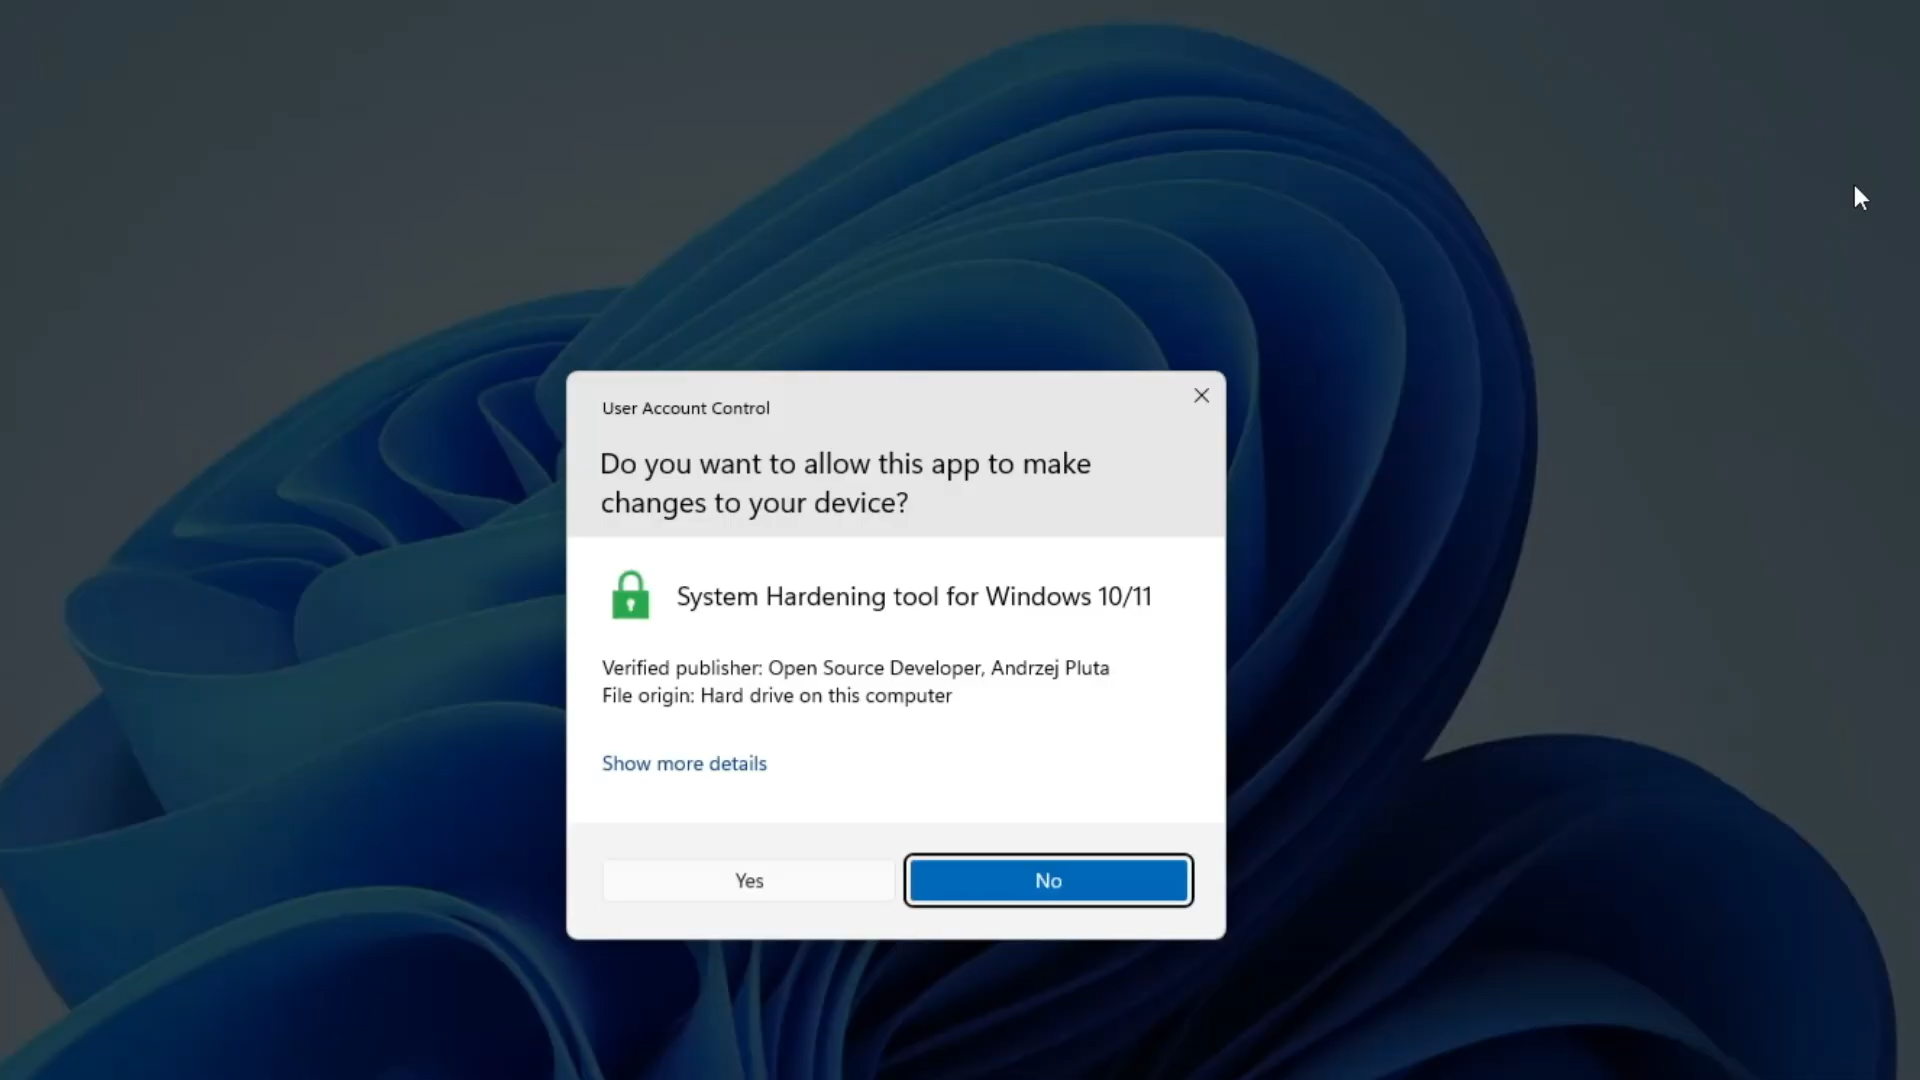 User Account Control
Do you want to allow this app to make
changes to your device?
System Hardening tool for Windows 10/11
Verified publisher: Open Source Developer, Andrzej Pluta
File origin: Hard drive on this computer
Show more details
Yes
No